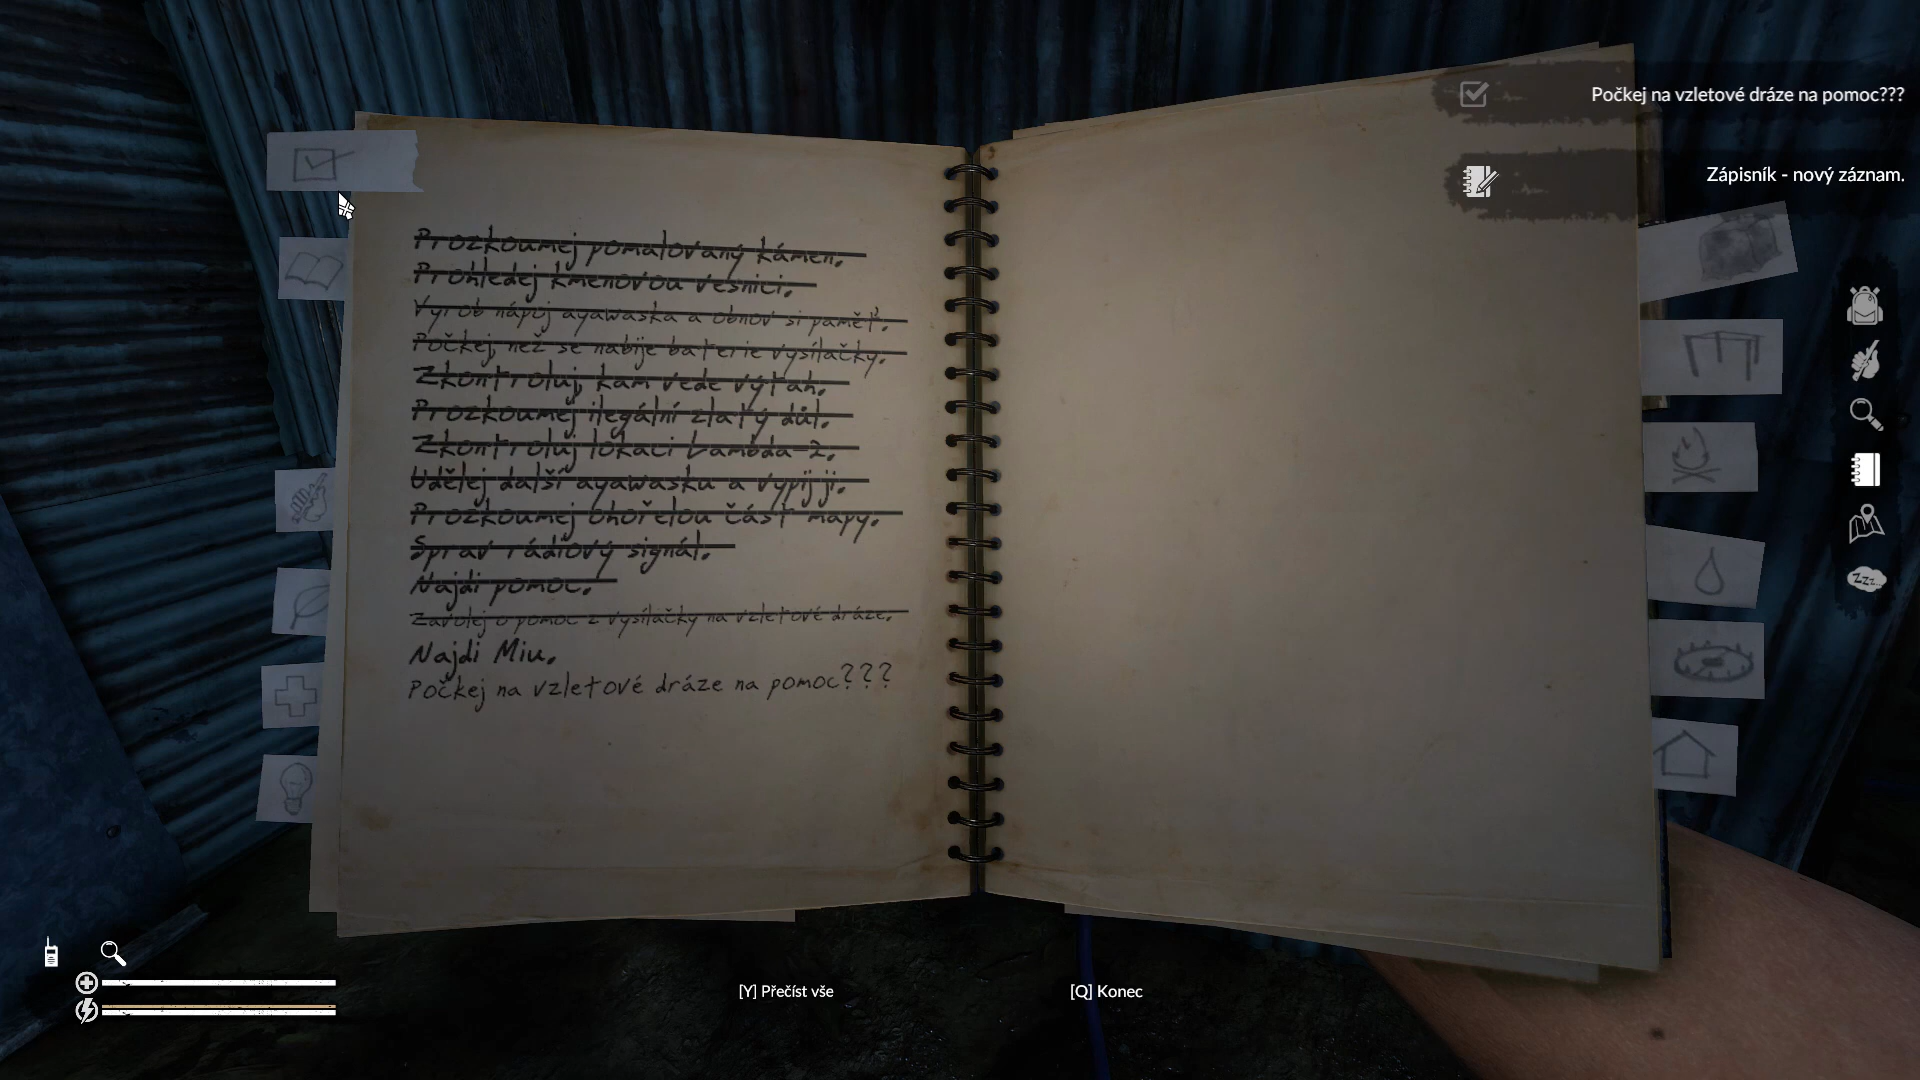 Počkej na vzletové dráze na pomoc???
Zápisník - nový záznam.
Prozkoumej pomalovaný kámen.
Prohledej kmenovou vesnici.
Vyrob nápoj ayawaska a obnov si paměť.
Počkej, než se nabije baterie vysílačky.
Zkontroluj, kam vede výtah.
Prozkoumej ilegální zlatý důl.
Zkontroluj lokaci Lambda-2.
Udělej další ayawasku a vypij ji.
Prozkoumej ohořelou část mapy.
Sprav rádiový signál.
Najdi pomoc.
Zavolej o pomoc z vysílačky na vzletové dráze.
Najdi Miu.
Počkej na vzletové dráze na pomoc???
Zzz..
[Y] Přečíst vše
[Q] Konec